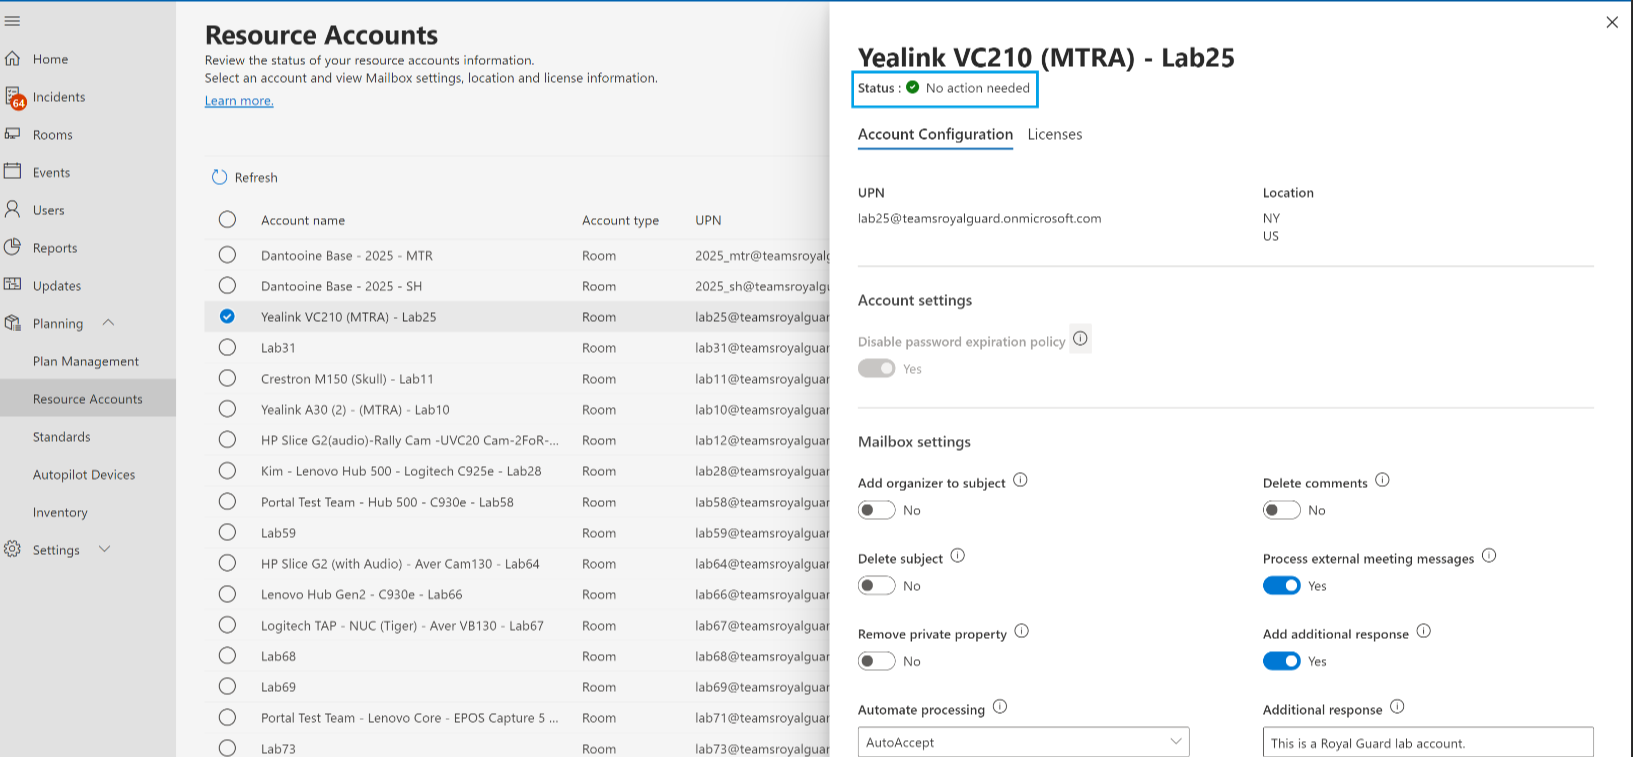 Home
64
Incidents
Rooms
Events
Users
Reports
Updates
Planning
Plan Management
Resource Accounts
Standards
Autopilot Devices
Inventory
Settings
Resource Accounts
Review the status of your resource accounts information.
Select an account and view Mailbox settings, location and license information.
Learn more.
Refresh
Account name Account type UPN
Dantooine Base - 2025 - MTR Room 2025_mtr@teamsroyalg
Dantooine Base - 2025 - SH Room 2025_sh@teamsroyalgu
Yealink VC210 (MTRA) - Lab25 Room lab25@teamsroyalguar
Lab31 Room lab31@teamsroyalguar
Crestron M150 (Skull) - Lab11 Room lab11@teamsroyalguar
Yealink A30 (2) - (MTRA) - Lab10 Room lab10@teamsroyalguar
HP Slice G2(audio)-Rally Cam -UVC20 Cam-2FoR-... Room lab12@teamsroyalguar
Kim - Lenovo Hub 500 - Logitech C925e - Lab28 Room lab28@teamsroyalguar
Portal Test Team - Hub 500 - C930e - Lab58 Room lab58@teamsroyalguar
Lab59 Room lab59@teamsroyalguar
HP Slice G2 (with Audio) - Aver Cam130 - Lab64 Room lab64@teamsroyalguar
Lenovo Hub Gen2 - C930e - Lab66 Room lab66@teamsroyalguar
Logitech TAP - NUC (Tiger) - Aver VB130 - Lab67 Room lab67@teamsroyalguar
Lab68 Room lab68@teamsroyalguar
Lab69 Room lab69@teamsroyalguar
Portal Test Team - Lenovo Core - EPOS Capture 5 ... Room lab71@teamsroyalguar
Lab73 Room lab73@teamsroyalguar
Yealink VC210 (MTRA) - Lab25
Status : No action needed
Account Configuration Licenses
UPN Location
lab25@teamsroyalguard.onmicrosoft.com NY
US
Account settings
Disable password expiration policy
Yes
Mailbox settings
Add organizer to subject Delete comments
No No
Delete subject Process external meeting messages
No Yes
Remove private property Add additional response
No Yes
Automate processing Additional response
AutoAccept This is a Royal Guard lab account.